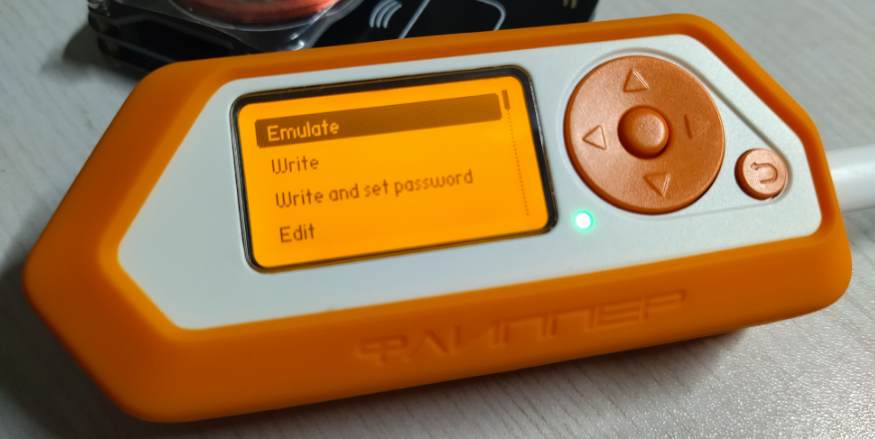 Emulate
Write
Write and set password
Edit
ФЛИППЕР